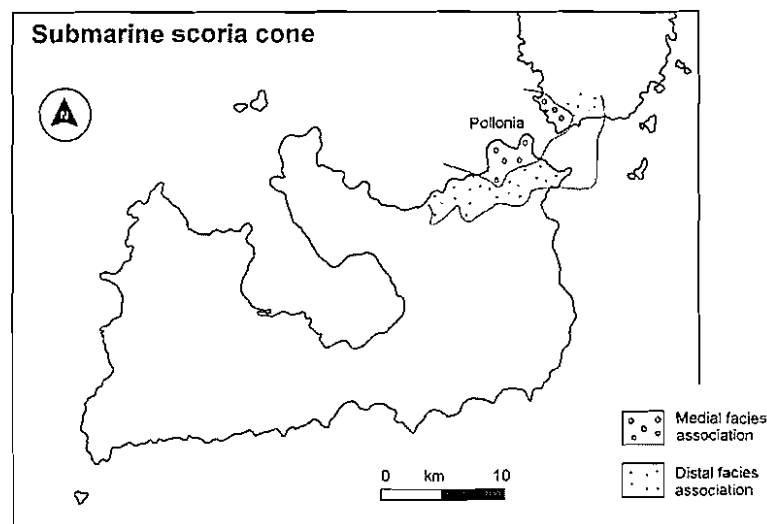 Submarine scoria cone
N
Pollonia
0 km 10
Medial facies
association
Distal facies
association